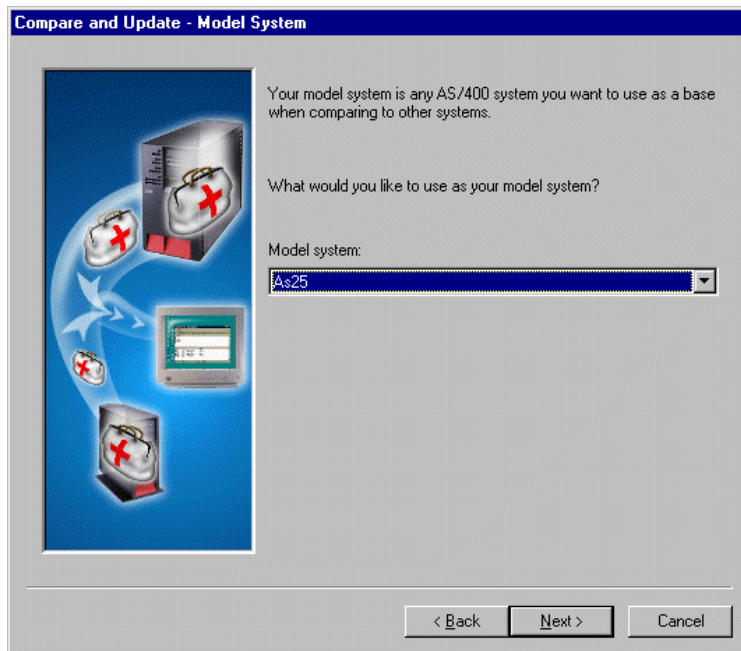 Compare and Update - Model System
Your model system is any AS/400 system you want to use as a base
when comparing to other systems.
What would you like to use as your model system?
Model system:
As25
< Back
Next >
Cancel